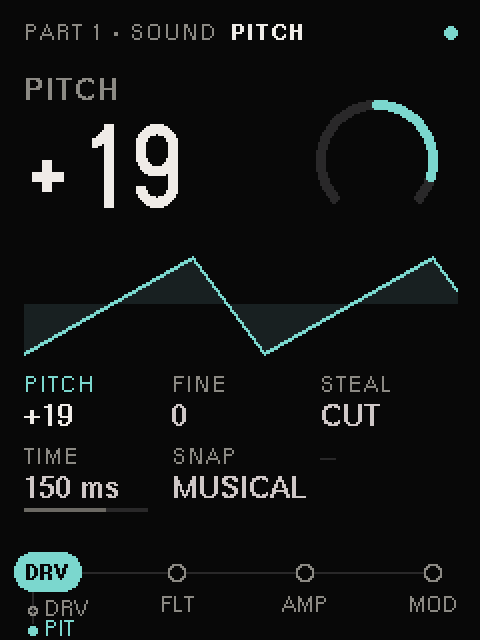 PART 1 · SOUND PITCH
PITCH
+19
PITCH FINE STEAL
+19 0 CUT
TIME SNAP —
150 ms MUSICAL
DRV
DRV FLT AMP MOD
PIT